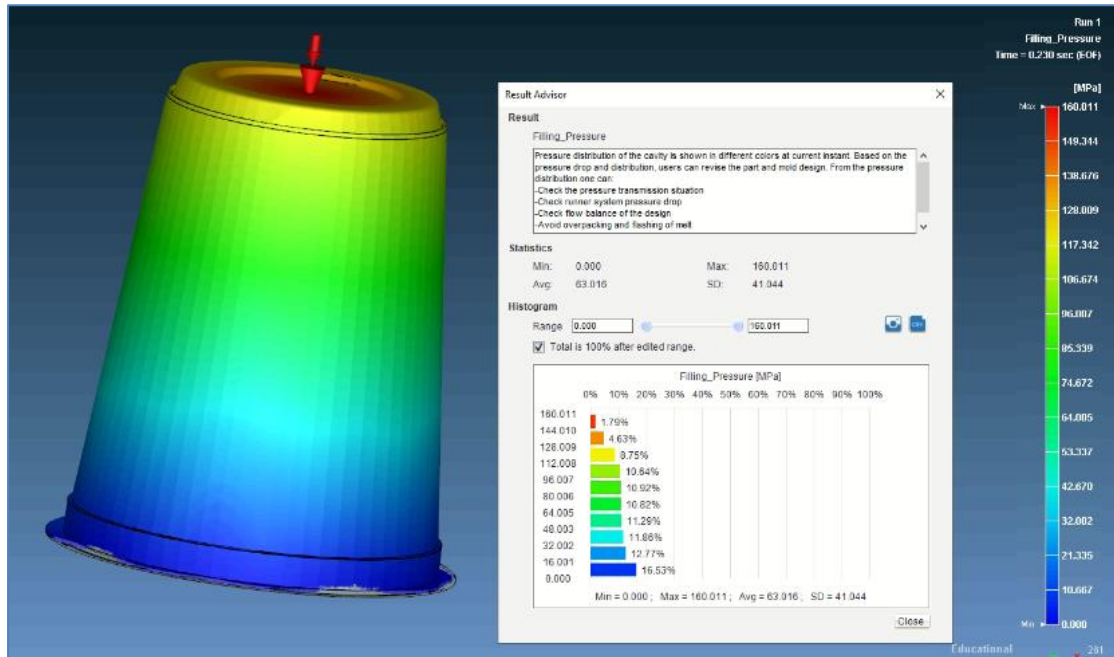 Run 1
Filling_Pressure
Time = 0.230 sec (EOF)
[MPa]
Max
160.011
149.344
138.676
128.009
117.342
106.674
96.007
85.339
74.672
64.005
53.337
42.670
32.002
21.335
10.667
Min
0.000
Educational
261
Result Advisor
Result
Filling_Pressure
Pressure distribution of the cavity is shown in different colors at current instant. Based on the
pressure drop and distribution, users can revise the part and mold design. From the pressure
distribution one can:
-Check the pressure transmission situation
-Check runner system pressure drop
-Check flow balance of the design
-Avoid overpacking and flashing of melt
Statistics
Min: 0.000 Max: 160.011
Avg: 63.016 SD: 41.044
Histogram
Range 0.000 160.011
CSV
Total is 100% after edited range.
Filling_Pressure [MPa]
0% 10% 20% 30% 40% 50% 60% 70% 80% 90% 100%
160.011
1.79%
144.010
4.63%
128.009
8.75%
112.008
10.64%
96.007
10.92%
80.006
10.82%
64.005
11.29%
48.003
11.86%
32.002
12.77%
16.001
16.53%
0.000
Min = 0.000 ; Max = 160.011 ; Avg = 63.016 ; SD = 41.044
Close